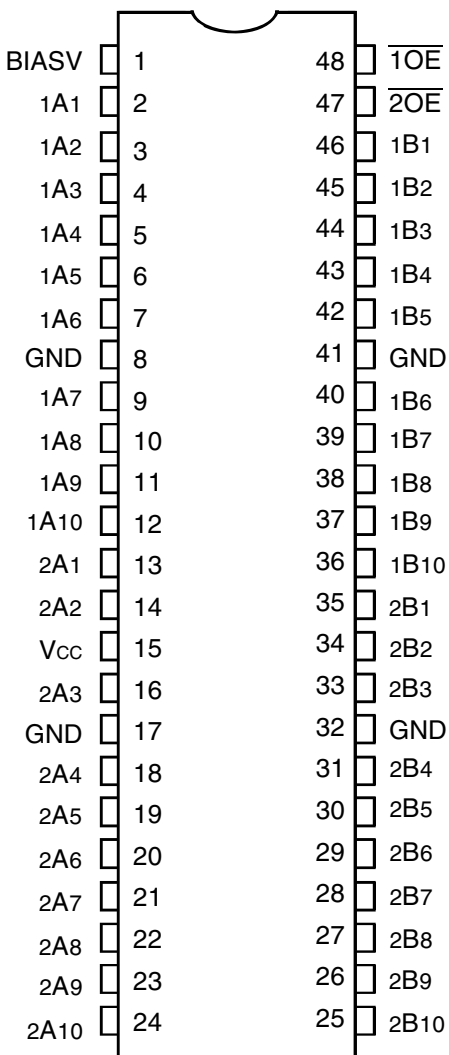 BIASV 1 48 1OE
1A1 2 47 2OE
1A2 3 46 1B1
1A3 4 45 1B2
1A4 5 44 1B3
1A5 6 43 1B4
1A6 7 42 1B5
GND 8 41 GND
1A7 9 40 1B6
1A8 10 39 1B7
1A9 11 38 1B8
1A10 12 37 1B9
2A1 13 36 1B10
2A2 14 35 2B1
VCC 15 34 2B2
2A3 16 33 2B3
GND 17 32 GND
2A4 18 31 2B4
2A5 19 30 2B5
2A6 20 29 2B6
2A7 21 28 2B7
2A8 22 27 2B8
2A9 23 26 2B9
2A10 24 25 2B10